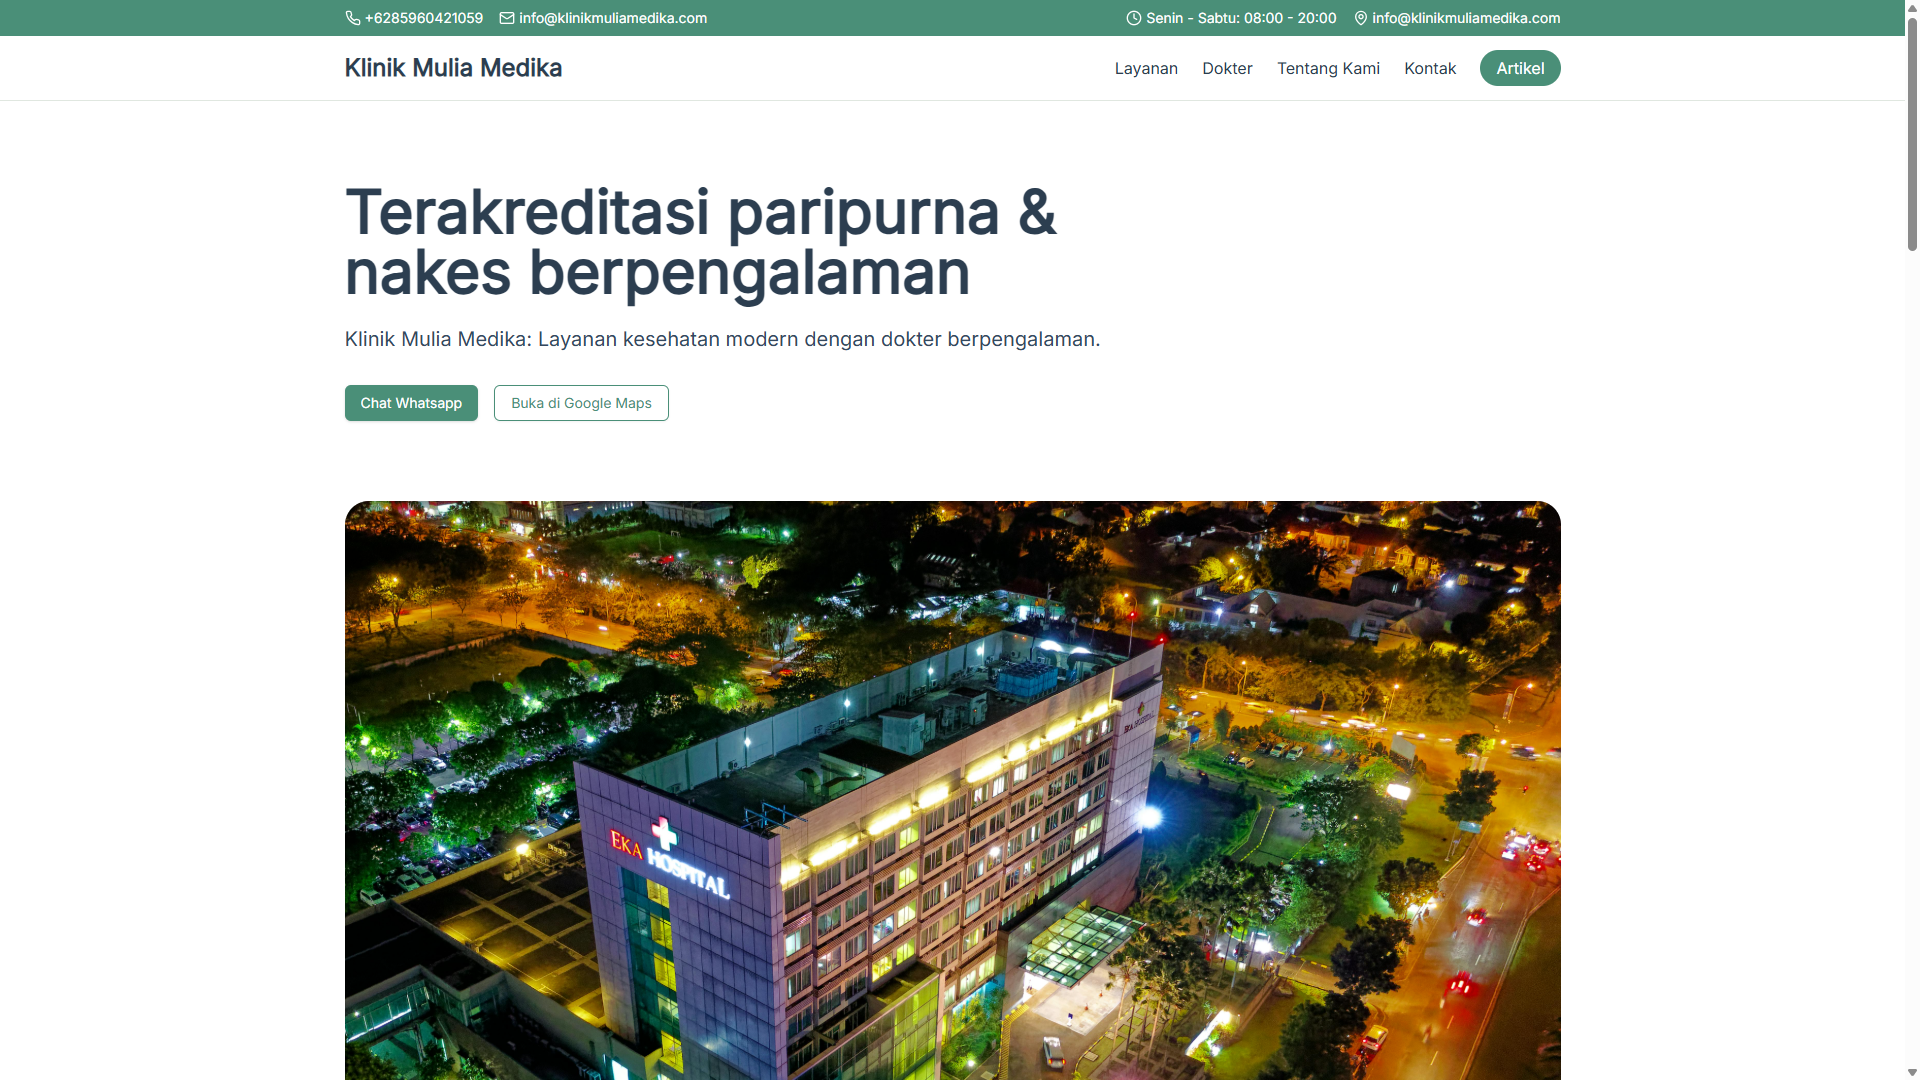 +6285960421059 info@klinikmuliamedika.com Senin - Sabtu: 08:00 - 20:00 info@klinikmuliamedika.com
Klinik Mulia Medika Layanan Dokter Tentang Kami Kontak Artikel
Terakreditasi paripurna &
nakes berpengalaman
Klinik Mulia Medika: Layanan kesehatan modern dengan dokter berpengalaman.
Chat Whatsapp Buka di Google Maps
EKA HOSPITAL
EKA HOSPITAL